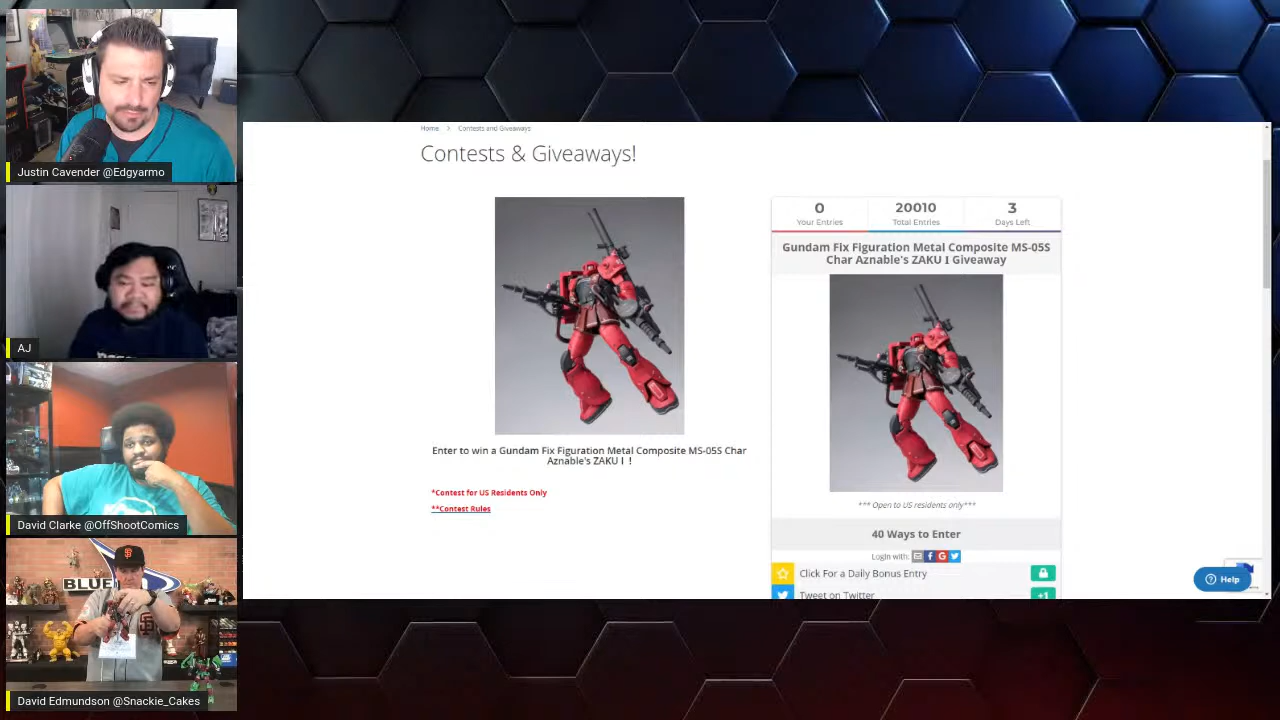 Justin Cavender @Edgyarmo
AJ
David Clarke @OffShootComics
BLUE
David Edmundson @Snackie_Cakes
Home > Contests and Giveaways
Contests & Giveaways!
Enter to win a Gundam Fix Figuration Metal Composite MS-05S Char
Aznable's ZAKU I !
*Contest for US Residents Only
**Contest Rules
0
Your Entries
20010
Total Entries
3
Days Left
Gundam Fix Figuration Metal Composite MS-05S
Char Aznable's ZAKU I Giveaway
*** Open to US residents only***
40 Ways to Enter
Login with:
Click For a Daily Bonus Entry
Tweet on Twitter
+1
Help